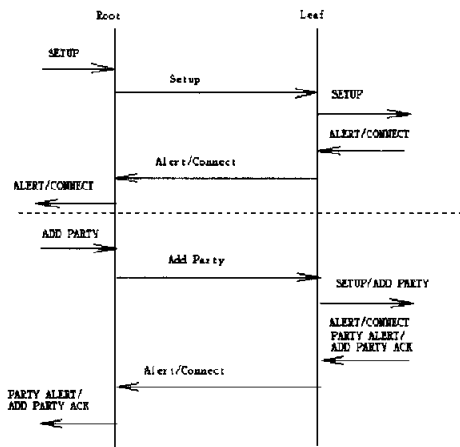 Root
Leaf
SETUP
Setup
SETUP
ALERT/CONNECT
Alert/Connect
ALERT/CONNECT
ADD PARTY
Add Party
SETUP/ADD PARTY
ALERT/CONNECT
PARTY ALERT/
ADD PARTY ACK
Alert/Connect
PARTY ALERT/
ADD PARTY ACK